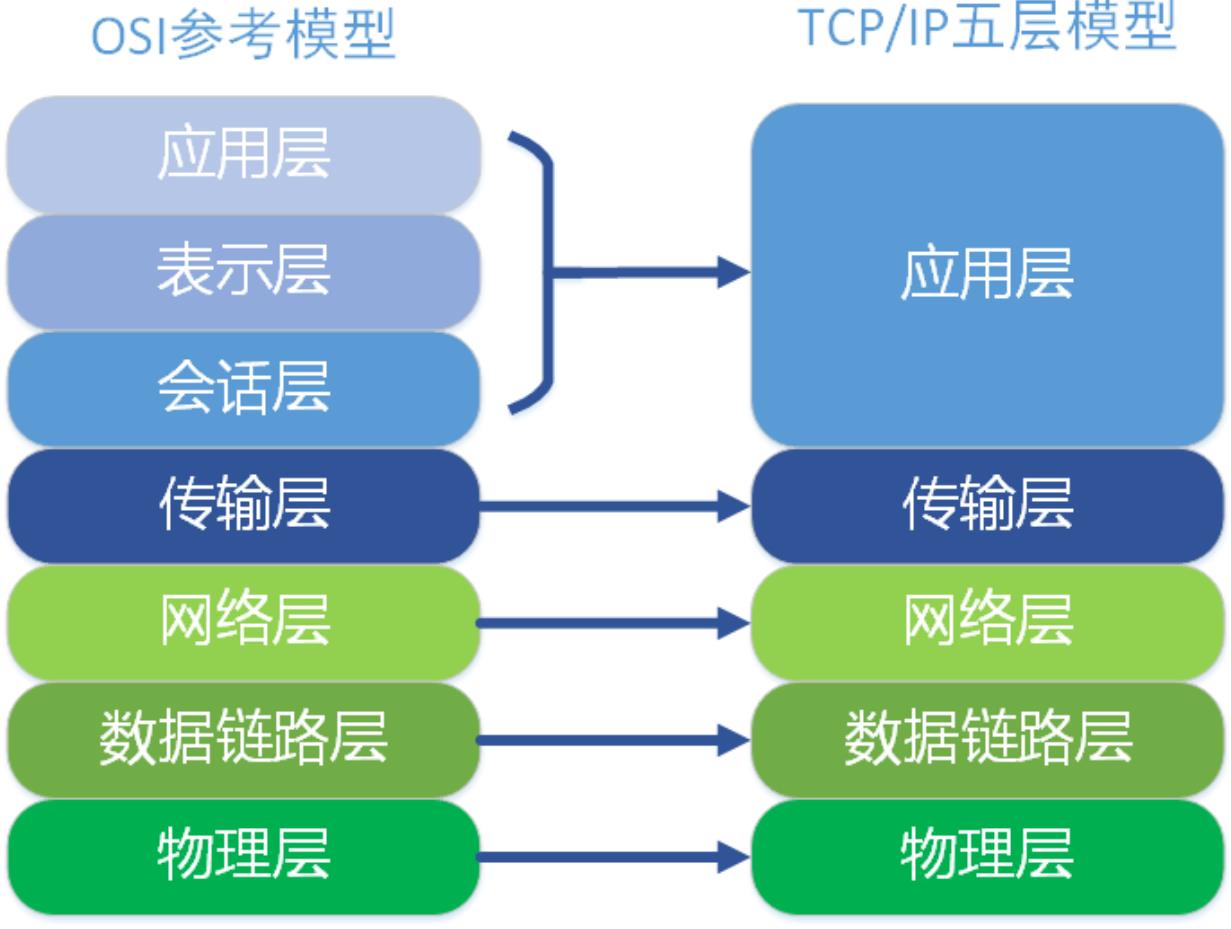 OSI参考模型
应用层
表示层
会话层
传输层
网络层
数据链路层
物理层
TCP/IP五层模型
应用层
传输层
网络层
数据链路层
物理层